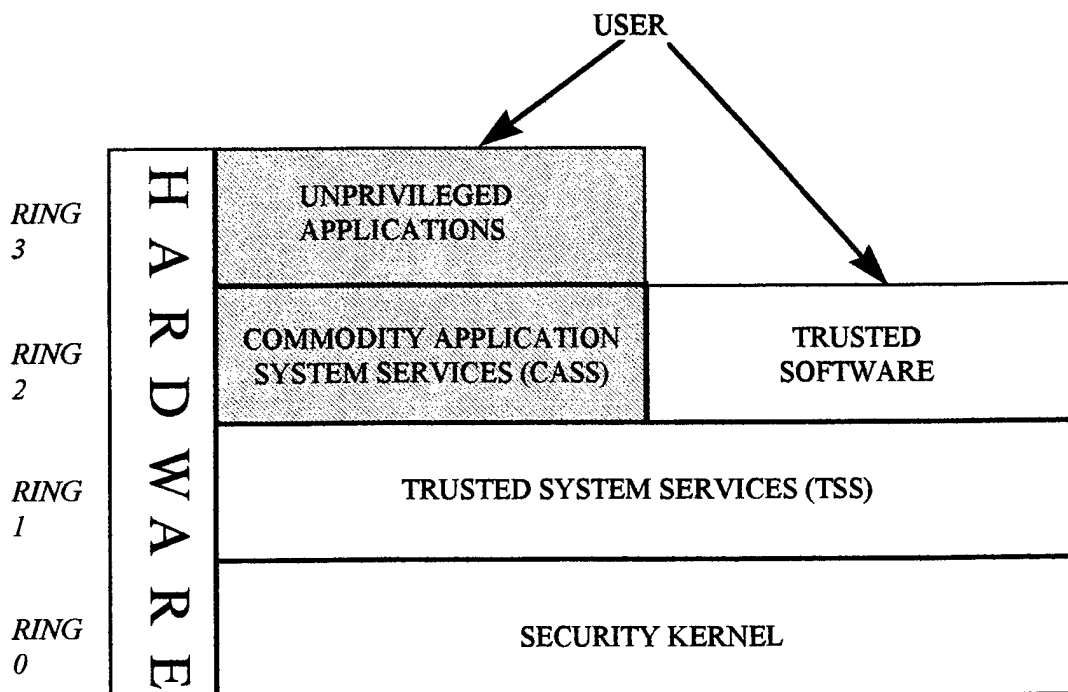 USER
RING
3
UNPRIVILEGED
APPLICATIONS
RING
2
COMMODITY APPLICATION
SYSTEM SERVICES (CASS)
TRUSTED
SOFTWARE
RING
1
TRUSTED SYSTEM SERVICES (TSS)
RING
0
SECURITY KERNEL
HARDWARE